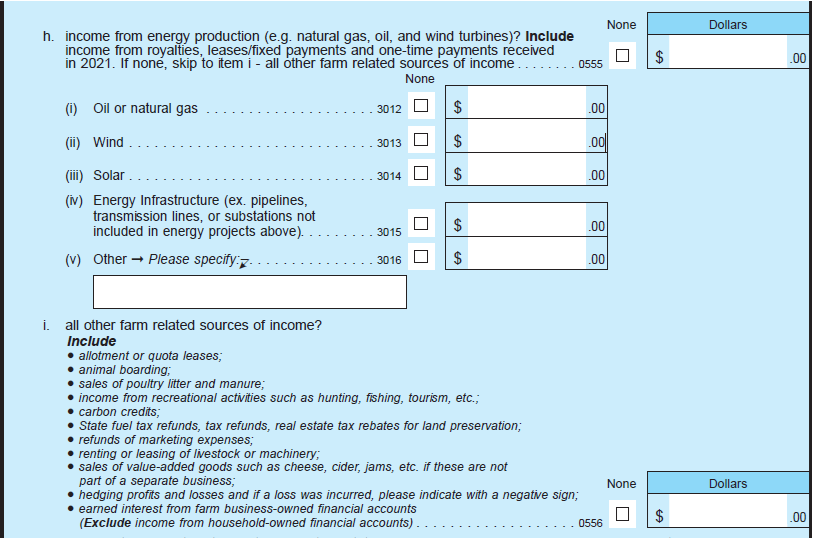 None Dollars
h. income from energy production (e.g. natural gas, oil, and wind turbines)? Include
income from royalties, leases/fixed payments and one-time payments received
in 2021. If none, skip to item i - all other farm related sources of income . . . . . . . . 0555 $ .00
None
(i) Oil or natural gas . . . . . . . . . . . . . . . . . . . . 3012 $ .00
(ii) Wind . . . . . . . . . . . . . . . . . . . . . . . . . . . . . 3013 $ .00
(iii) Solar . . . . . . . . . . . . . . . . . . . . . . . . . . . . . 3014 $ .00
(iv) Energy Infrastructure (ex. pipelines,
transmission lines, or substations not
included in energy projects above). . . . . . . . . 3015 $ .00
(v) Other → Please specify: . . . . . . . . . . . . . . . 3016 $ .00
i. all other farm related sources of income?
Include
• allotment or quota leases;
• animal boarding;
• sales of poultry litter and manure;
• income from recreational activities such as hunting, fishing, tourism, etc.;
• carbon credits;
• State fuel tax refunds, tax refunds, real estate tax rebates for land preservation;
• refunds of marketing expenses;
• renting or leasing of livestock or machinery;
• sales of value-added goods such as cheese, cider, jams, etc. if these are not
part of a separate business;
None Dollars
• hedging profits and losses and if a loss was incurred, please indicate with a negative sign;
• earned interest from farm business-owned financial accounts
(Exclude income from household-owned financial accounts) . . . . . . . . . . . . . . . . . . . 0556 $ .00